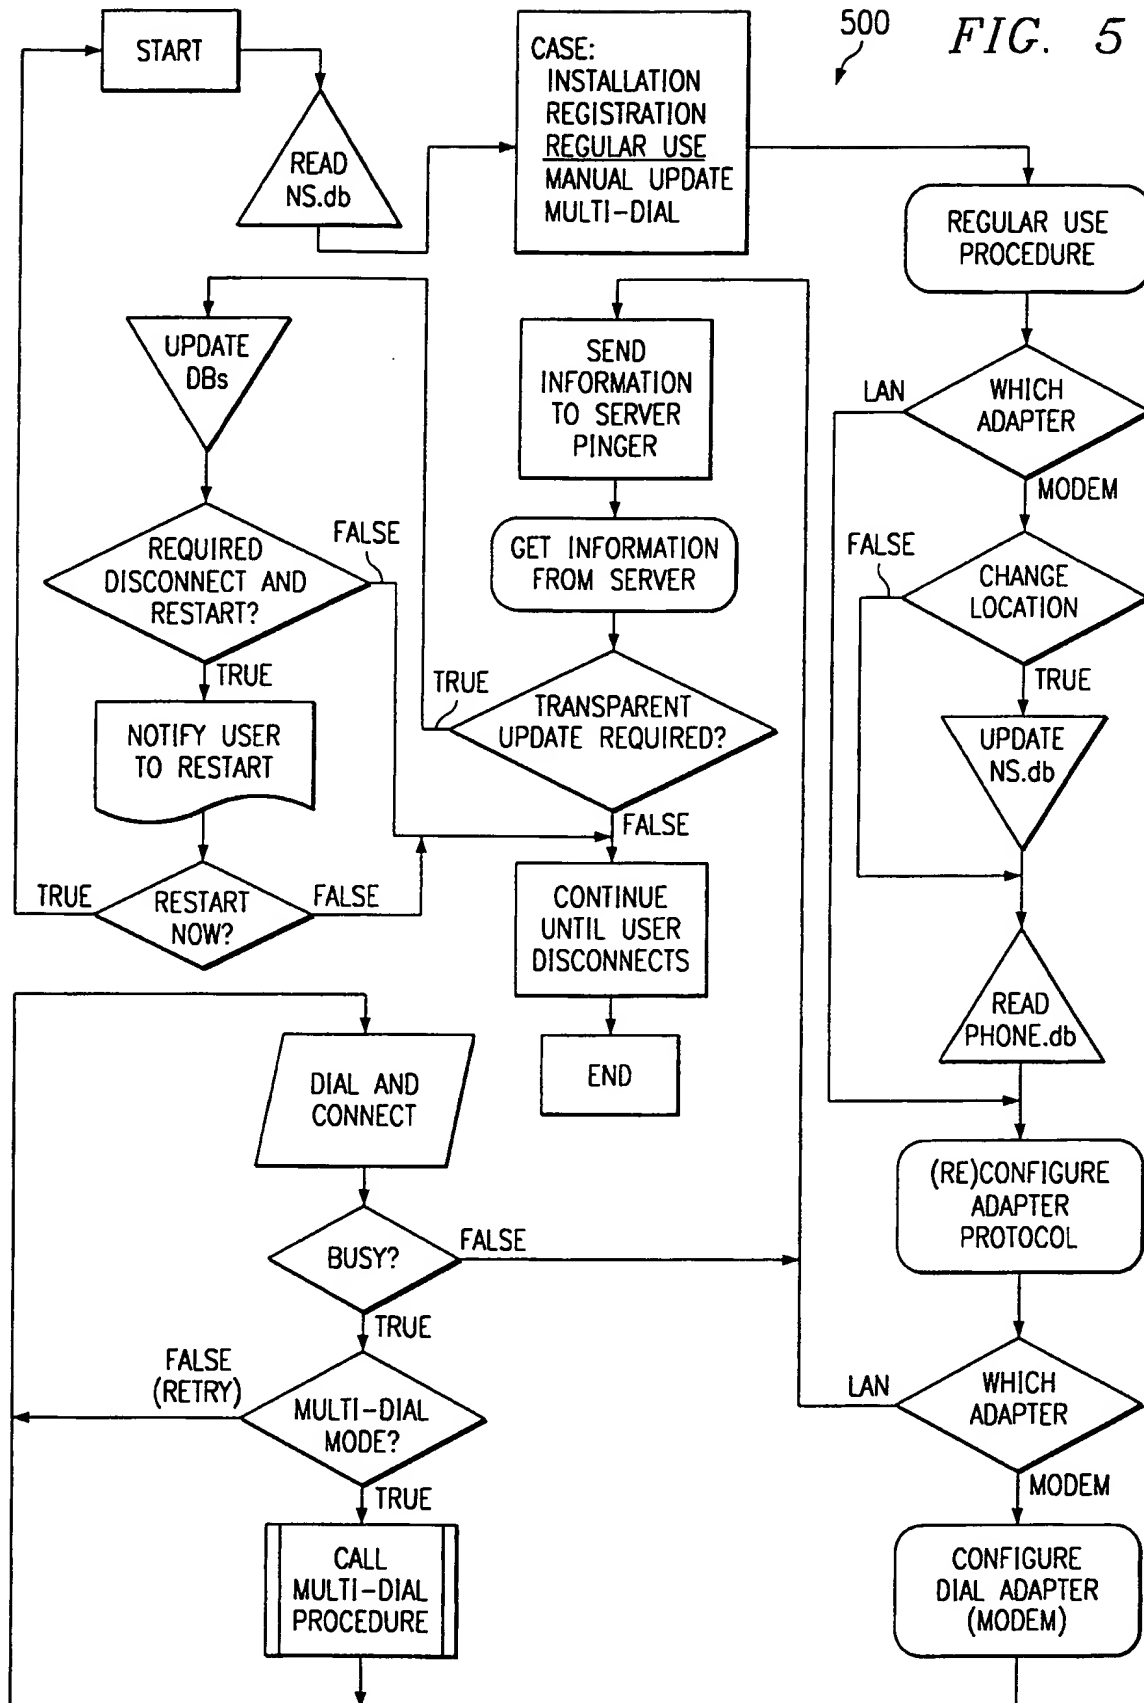 500
FIG. 5
START
READ
NS.db
CASE:
INSTALLATION
REGISTRATION
REGULAR USE
MANUAL UPDATE
MULTI-DIAL
REGULAR USE
PROCEDURE
WHICH
ADAPTER
LAN
MODEM
CHANGE
LOCATION
FALSE
TRUE
UPDATE
NS.db
READ
PHONE.db
(RE)CONFIGURE
ADAPTER
PROTOCOL
WHICH
ADAPTER
LAN
MODEM
CONFIGURE
DIAL ADAPTER
(MODEM)
UPDATE
DBs
REQUIRED
DISCONNECT AND
RESTART?
FALSE
TRUE
NOTIFY USER
TO RESTART
RESTART
NOW?
TRUE
FALSE
SEND
INFORMATION
TO SERVER
PINGER
GET INFORMATION
FROM SERVER
TRANSPARENT
UPDATE REQUIRED?
TRUE
FALSE
CONTINUE
UNTIL USER
DISCONNECTS
END
DIAL AND
CONNECT
BUSY?
FALSE
TRUE
MULTI-DIAL
MODE?
FALSE
(RETRY)
TRUE
CALL
MULTI-DIAL
PROCEDURE